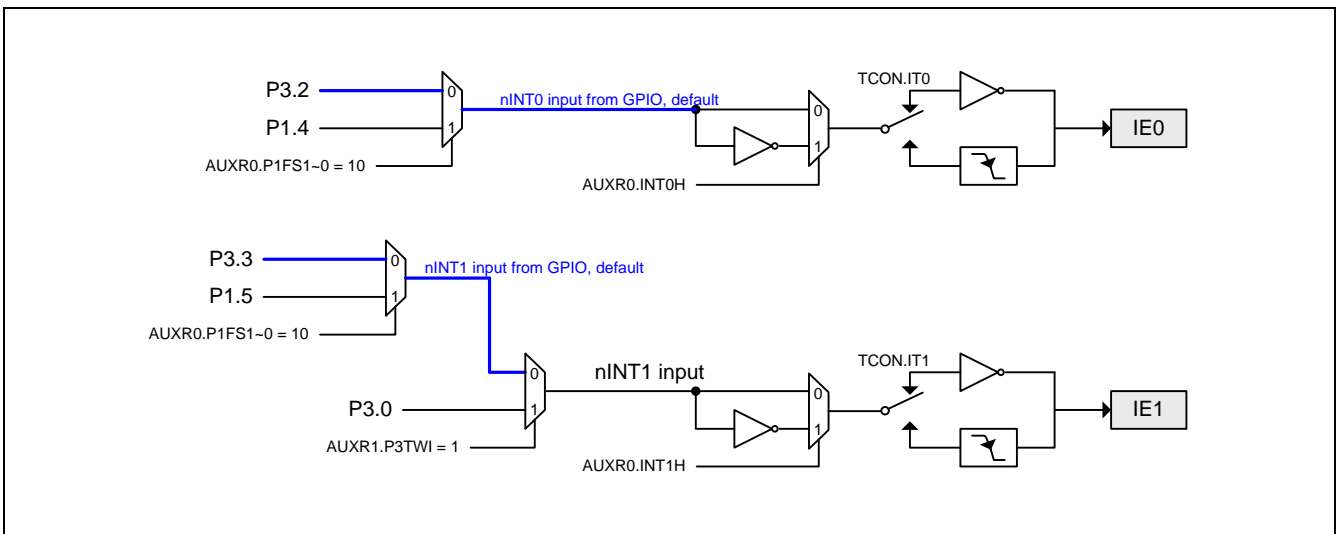 P3.2
0
nINT0 input from GPIO, default
TCON.IT0
P1.4
1
0
IE0
AUXR0.P1FS1~0 = 10
1
AUXR0.INT0H
P3.3
0
nINT1 input from GPIO, default
P1.5
1
AUXR0.P1FS1~0 = 10
TCON.IT1
0
nINT1 input
0
P3.0
1
IE1
1
AUXR1.P3TWI = 1
AUXR0.INT1H